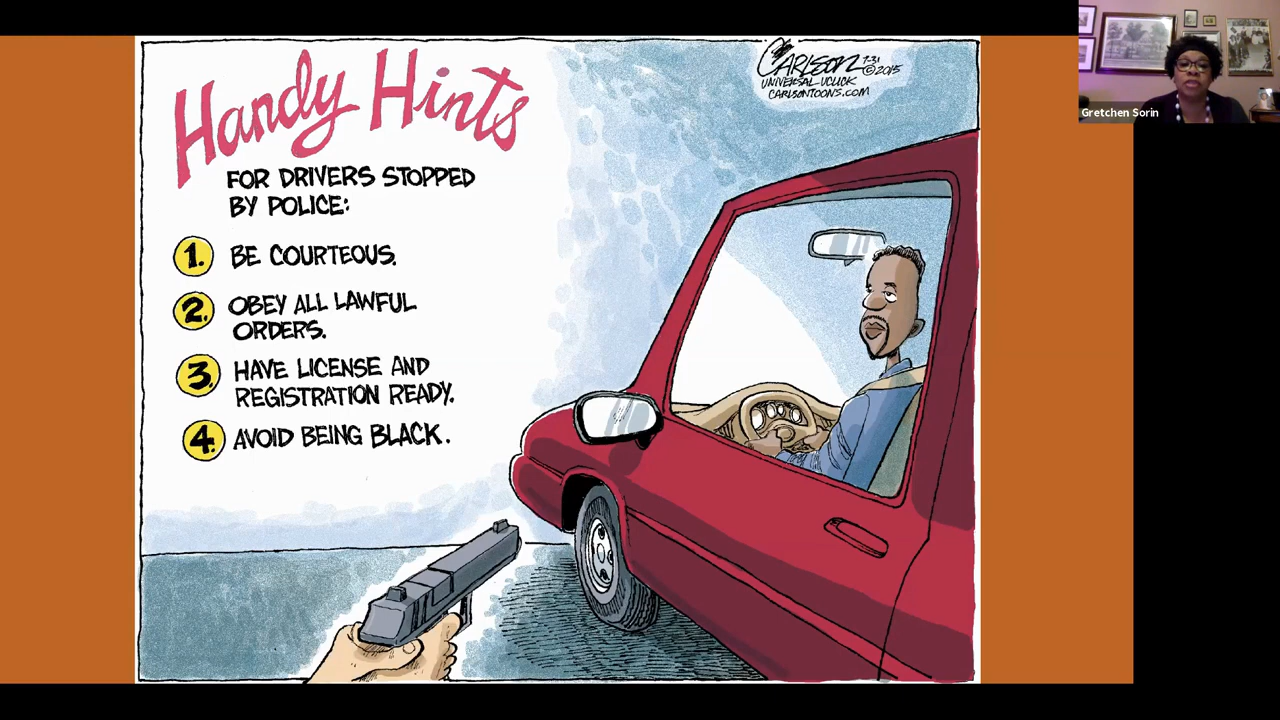 Handy Hints
FOR DRIVERS STOPPED
BY POLICE:
1. BE COURTEOUS.
2. OBEY ALL LAWFUL
ORDERS.
3. HAVE LICENSE AND
REGISTRATION READY.
4. AVOID BEING BLACK.
CARLSON 7-31
©2015
UNIVERSAL UCLICK
CARLSONTOONS.COM
Gretchen Sorin